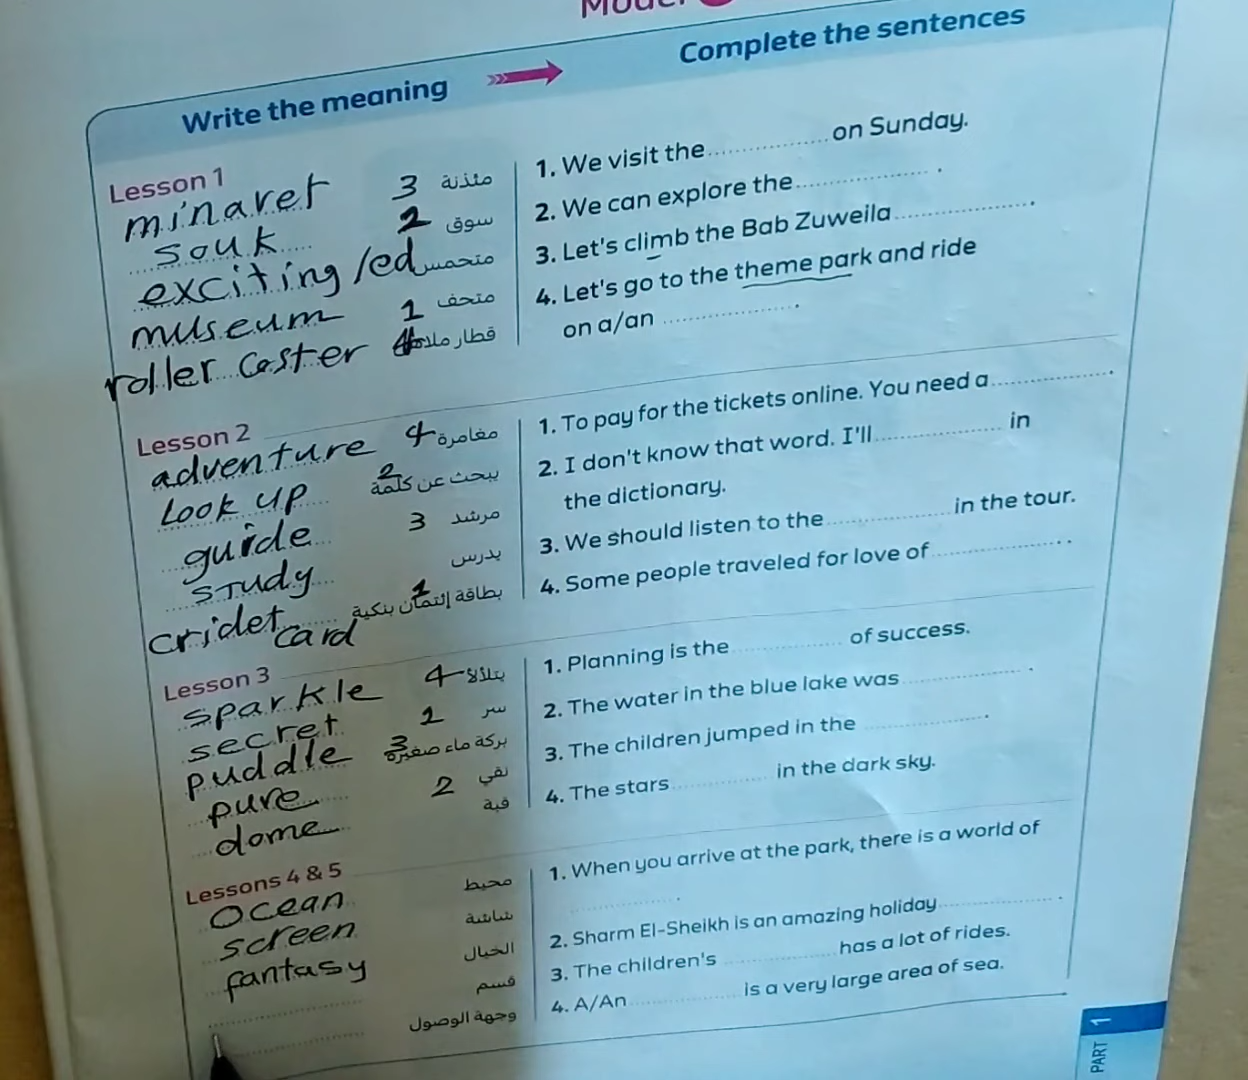 Model
Write the meaning
Complete the sentences
Lesson 1
minaret 3 مئذنة
souk 2 سوق
exciting /ed متحمس
museum 1 متحف
roller coster 4 قطار
1. We visit the ............... on Sunday.
2. We can explore the ............... .
3. Let's climb the Bab Zuweila ............... .
4. Let's go to the theme park and ride
on a/an ............... .
Lesson 2
adventure 4 مغامرة
look up 2 يبحث عن كلمة
guide 3 مرشد
study يدرس
cridet card 1 بطاقة إئتمان بنكية
1. To pay for the tickets online. You need a ............... .
2. I don't know that word. I'll ............... in
the dictionary.
3. We should listen to the ............... in the tour.
4. Some people traveled for love of ............... .
Lesson 3
sparkle 4 يتلألأ
secret 1 سر
puddle 3 بركة ماء صغيرة
pure 2 نقي
dome قبة
1. Planning is the ............... of success.
2. The water in the blue lake was ............... .
3. The children jumped in the ............... .
4. The stars ............... in the dark sky.
Lessons 4 & 5
Ocean محيط
screen شاشة
fantasy الخيال
............... قسم
............... وجهة الوصول
1. When you arrive at the park, there is a world of
............... .
2. Sharm El-Sheikh is an amazing holiday ............... .
3. The children's ............... has a lot of rides.
4. A/An ............... is a very large area of sea.
PART 1